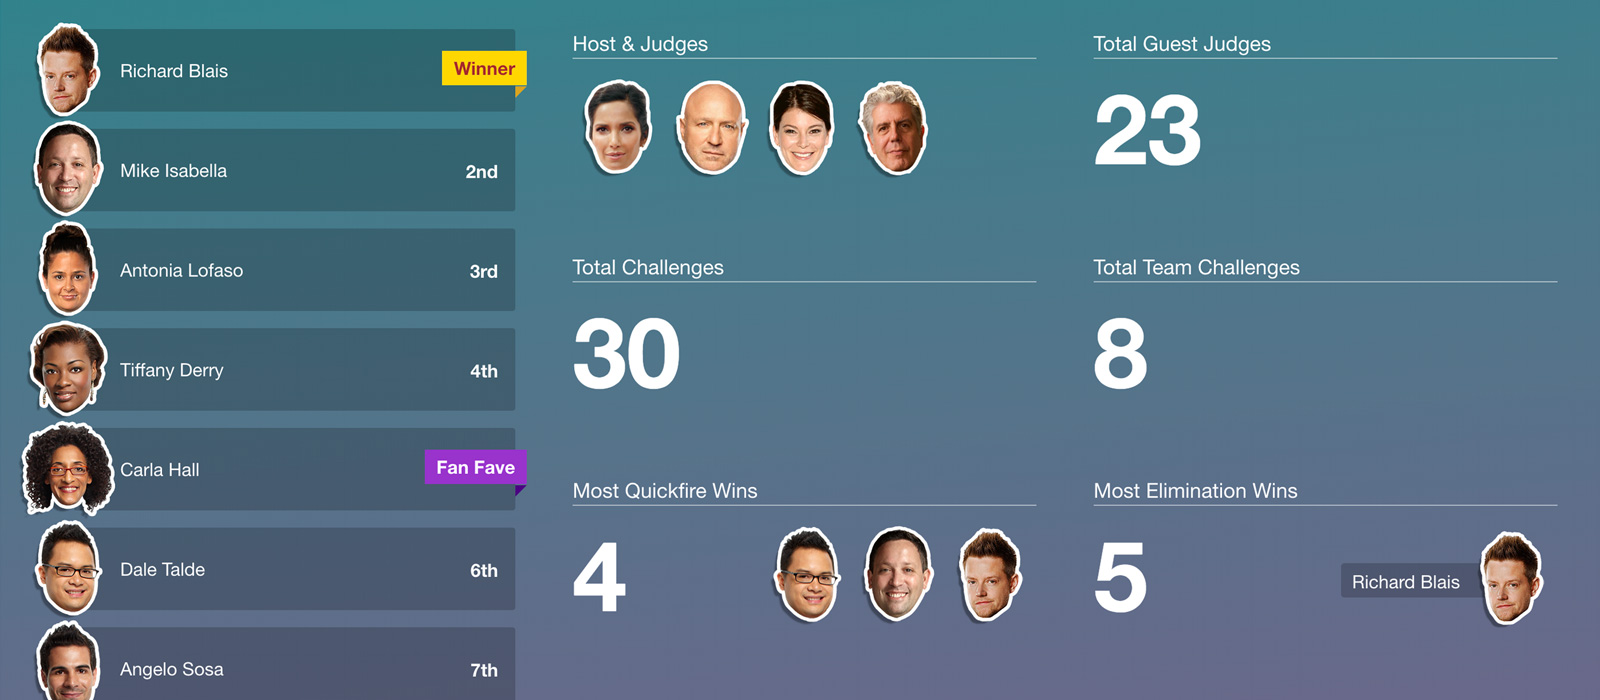 Richard Blais
Winner
Mike Isabella
2nd
Antonia Lofaso
3rd
Tiffany Derry
4th
Carla Hall
Fan Fave
Dale Talde
6th
Angelo Sosa
7th
Host & Judges
Total Guest Judges
23
Total Challenges
30
Total Team Challenges
8
Most Quickfire Wins
4
Most Elimination Wins
5
Richard Blais